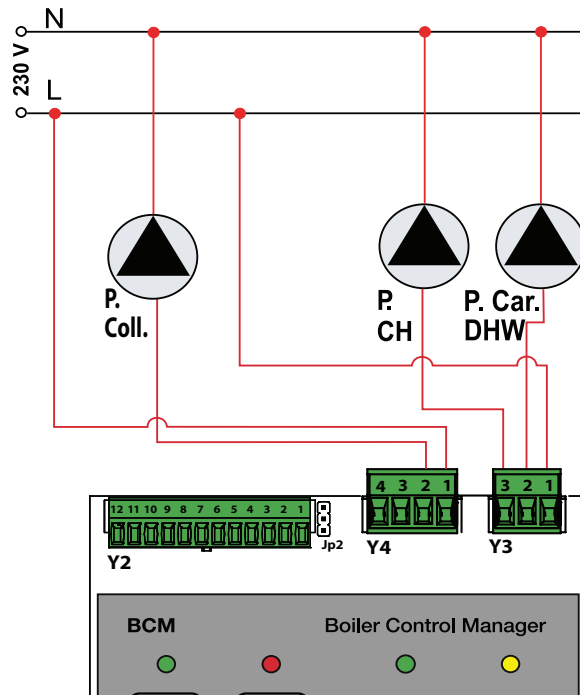 N
230 V
L
P.
Coll.
P.
CH
P. Car.
DHW
4 3 2 1
3 2 1
12 11 10 9 8 7 6 5 4 3 2 1
Jp2
Y2
Y4
Y3
BCM
Boiler Control Manager